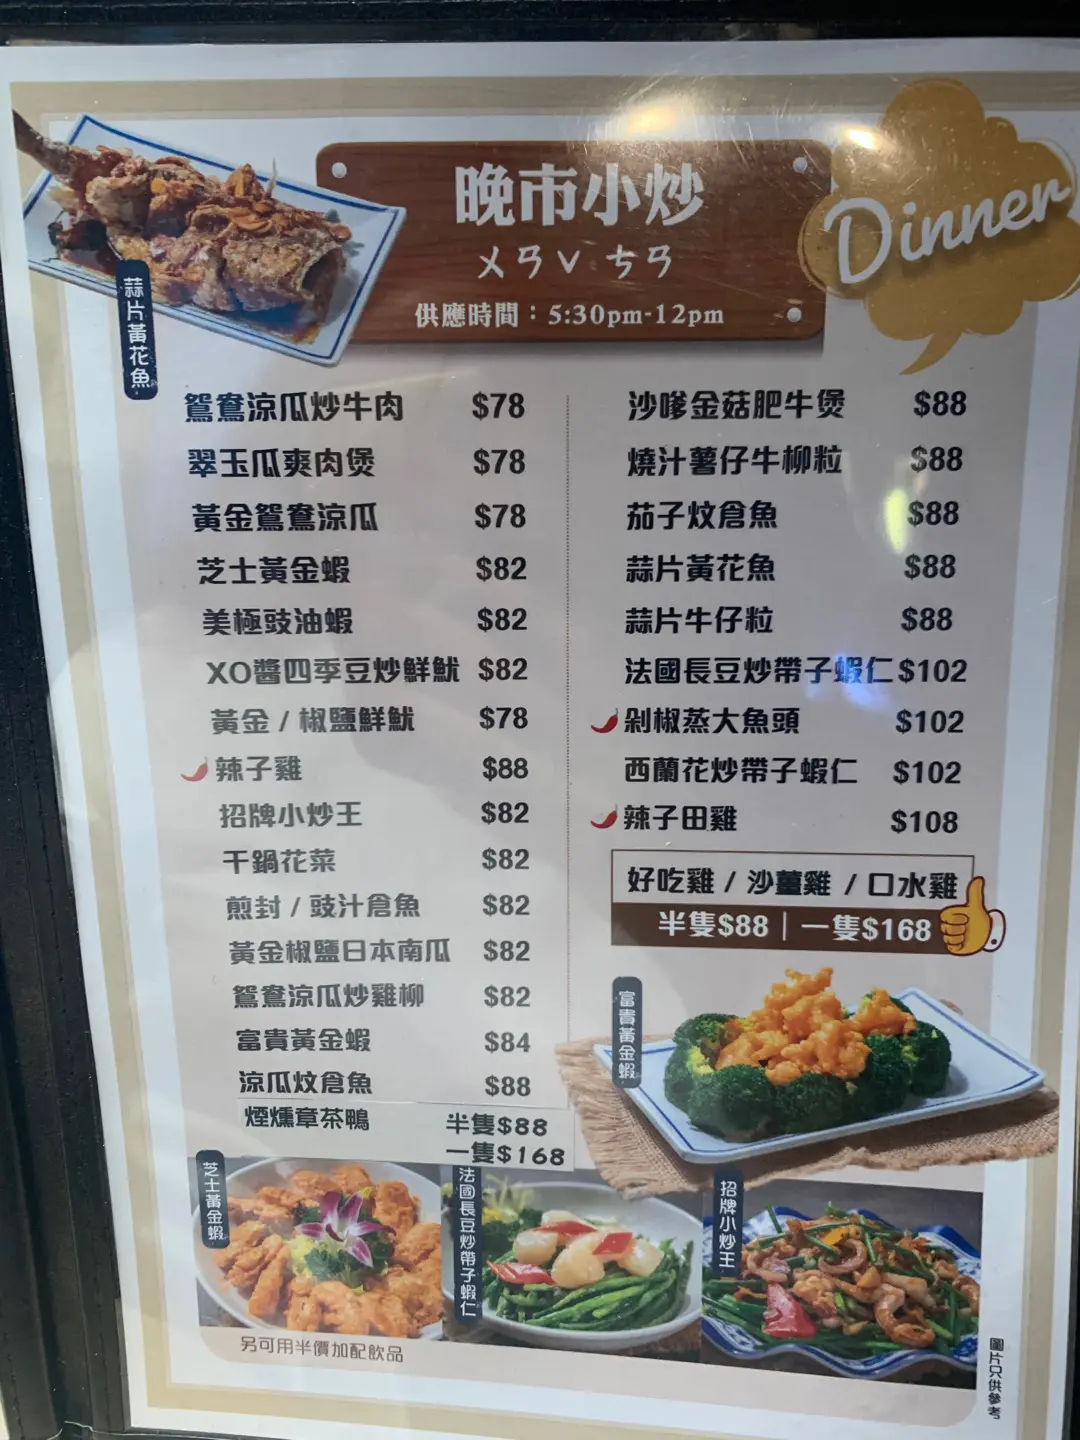 晚市小炒
ㄨㄢˇ ㄘㄢ
供應時間：5:30pm-12pm
Dinner
蒜片黃花魚
鴛鴦涼瓜炒牛肉 $78
翠玉瓜爽肉煲 $78
黃金鴛鴦涼瓜 $78
芝士黃金蝦 $82
美極豉油蝦 $82
XO醬四季豆炒鮮魷 $82
黃金 / 椒鹽鮮魷 $78
辣子雞 $88
招牌小炒王 $82
干鍋花菜 $82
煎封 / 豉汁倉魚 $82
黃金椒鹽日本南瓜 $82
鴛鴦涼瓜炒雞柳 $82
富貴黃金蝦 $84
涼瓜炆倉魚 $88
煙燻章茶鴨 半隻$88
一隻$168
沙嗲金菇肥牛煲 $88
燒汁薯仔牛柳粒 $88
茄子炆倉魚 $88
蒜片黃花魚 $88
蒜片牛仔粒 $88
法國長豆炒帶子蝦仁 $102
剁椒蒸大魚頭 $102
西蘭花炒帶子蝦仁 $102
辣子田雞 $108
好吃雞 / 沙薑雞 / 口水雞
半隻$88｜一隻$168
富貴黃金蝦
芝士黃金蝦
法國長豆炒帶子蝦仁
招牌小炒王
另可用半價加配飲品
圖片只供參考